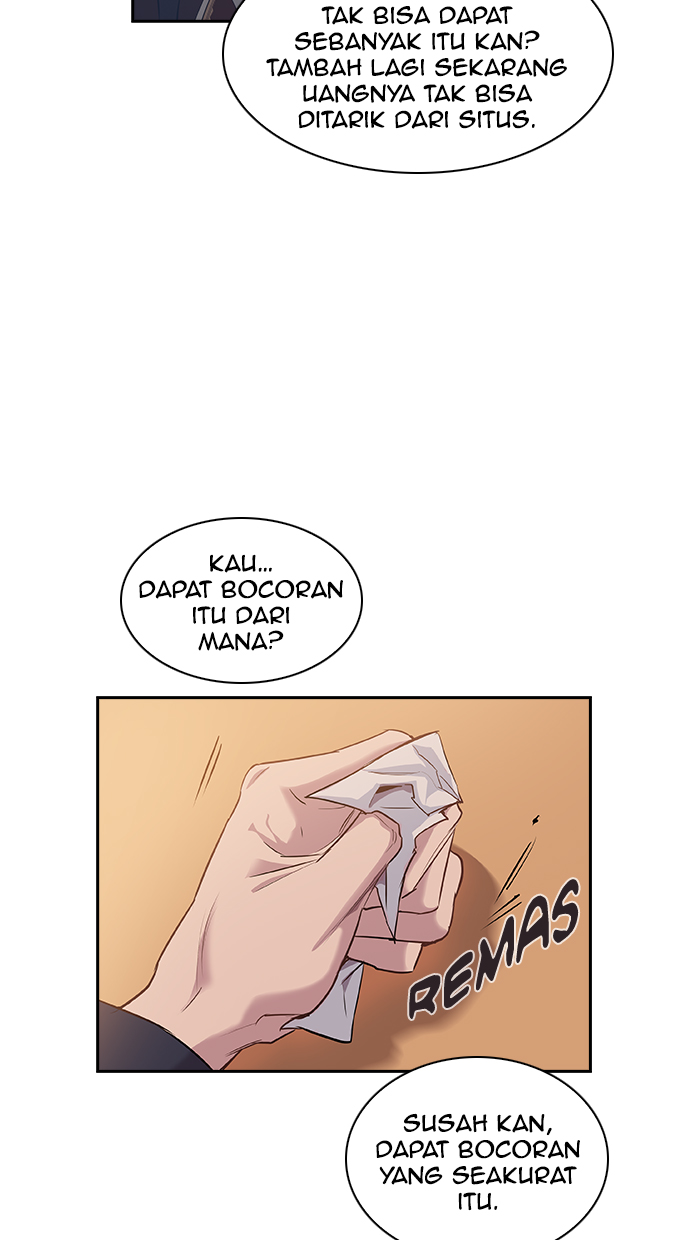 TAK BISA DAPAT
SEBANYAK ITU KAN?
TAMBAH LAGI SEKARANG
UANGNYA TAK BISA
DITARIK DARI SITUS.
KAU...
DAPAT BOCORAN
ITU DARI
MANA?
REMAS
SUSAH KAN,
DAPAT BOCORAN
YANG SEAKURAT
ITU.